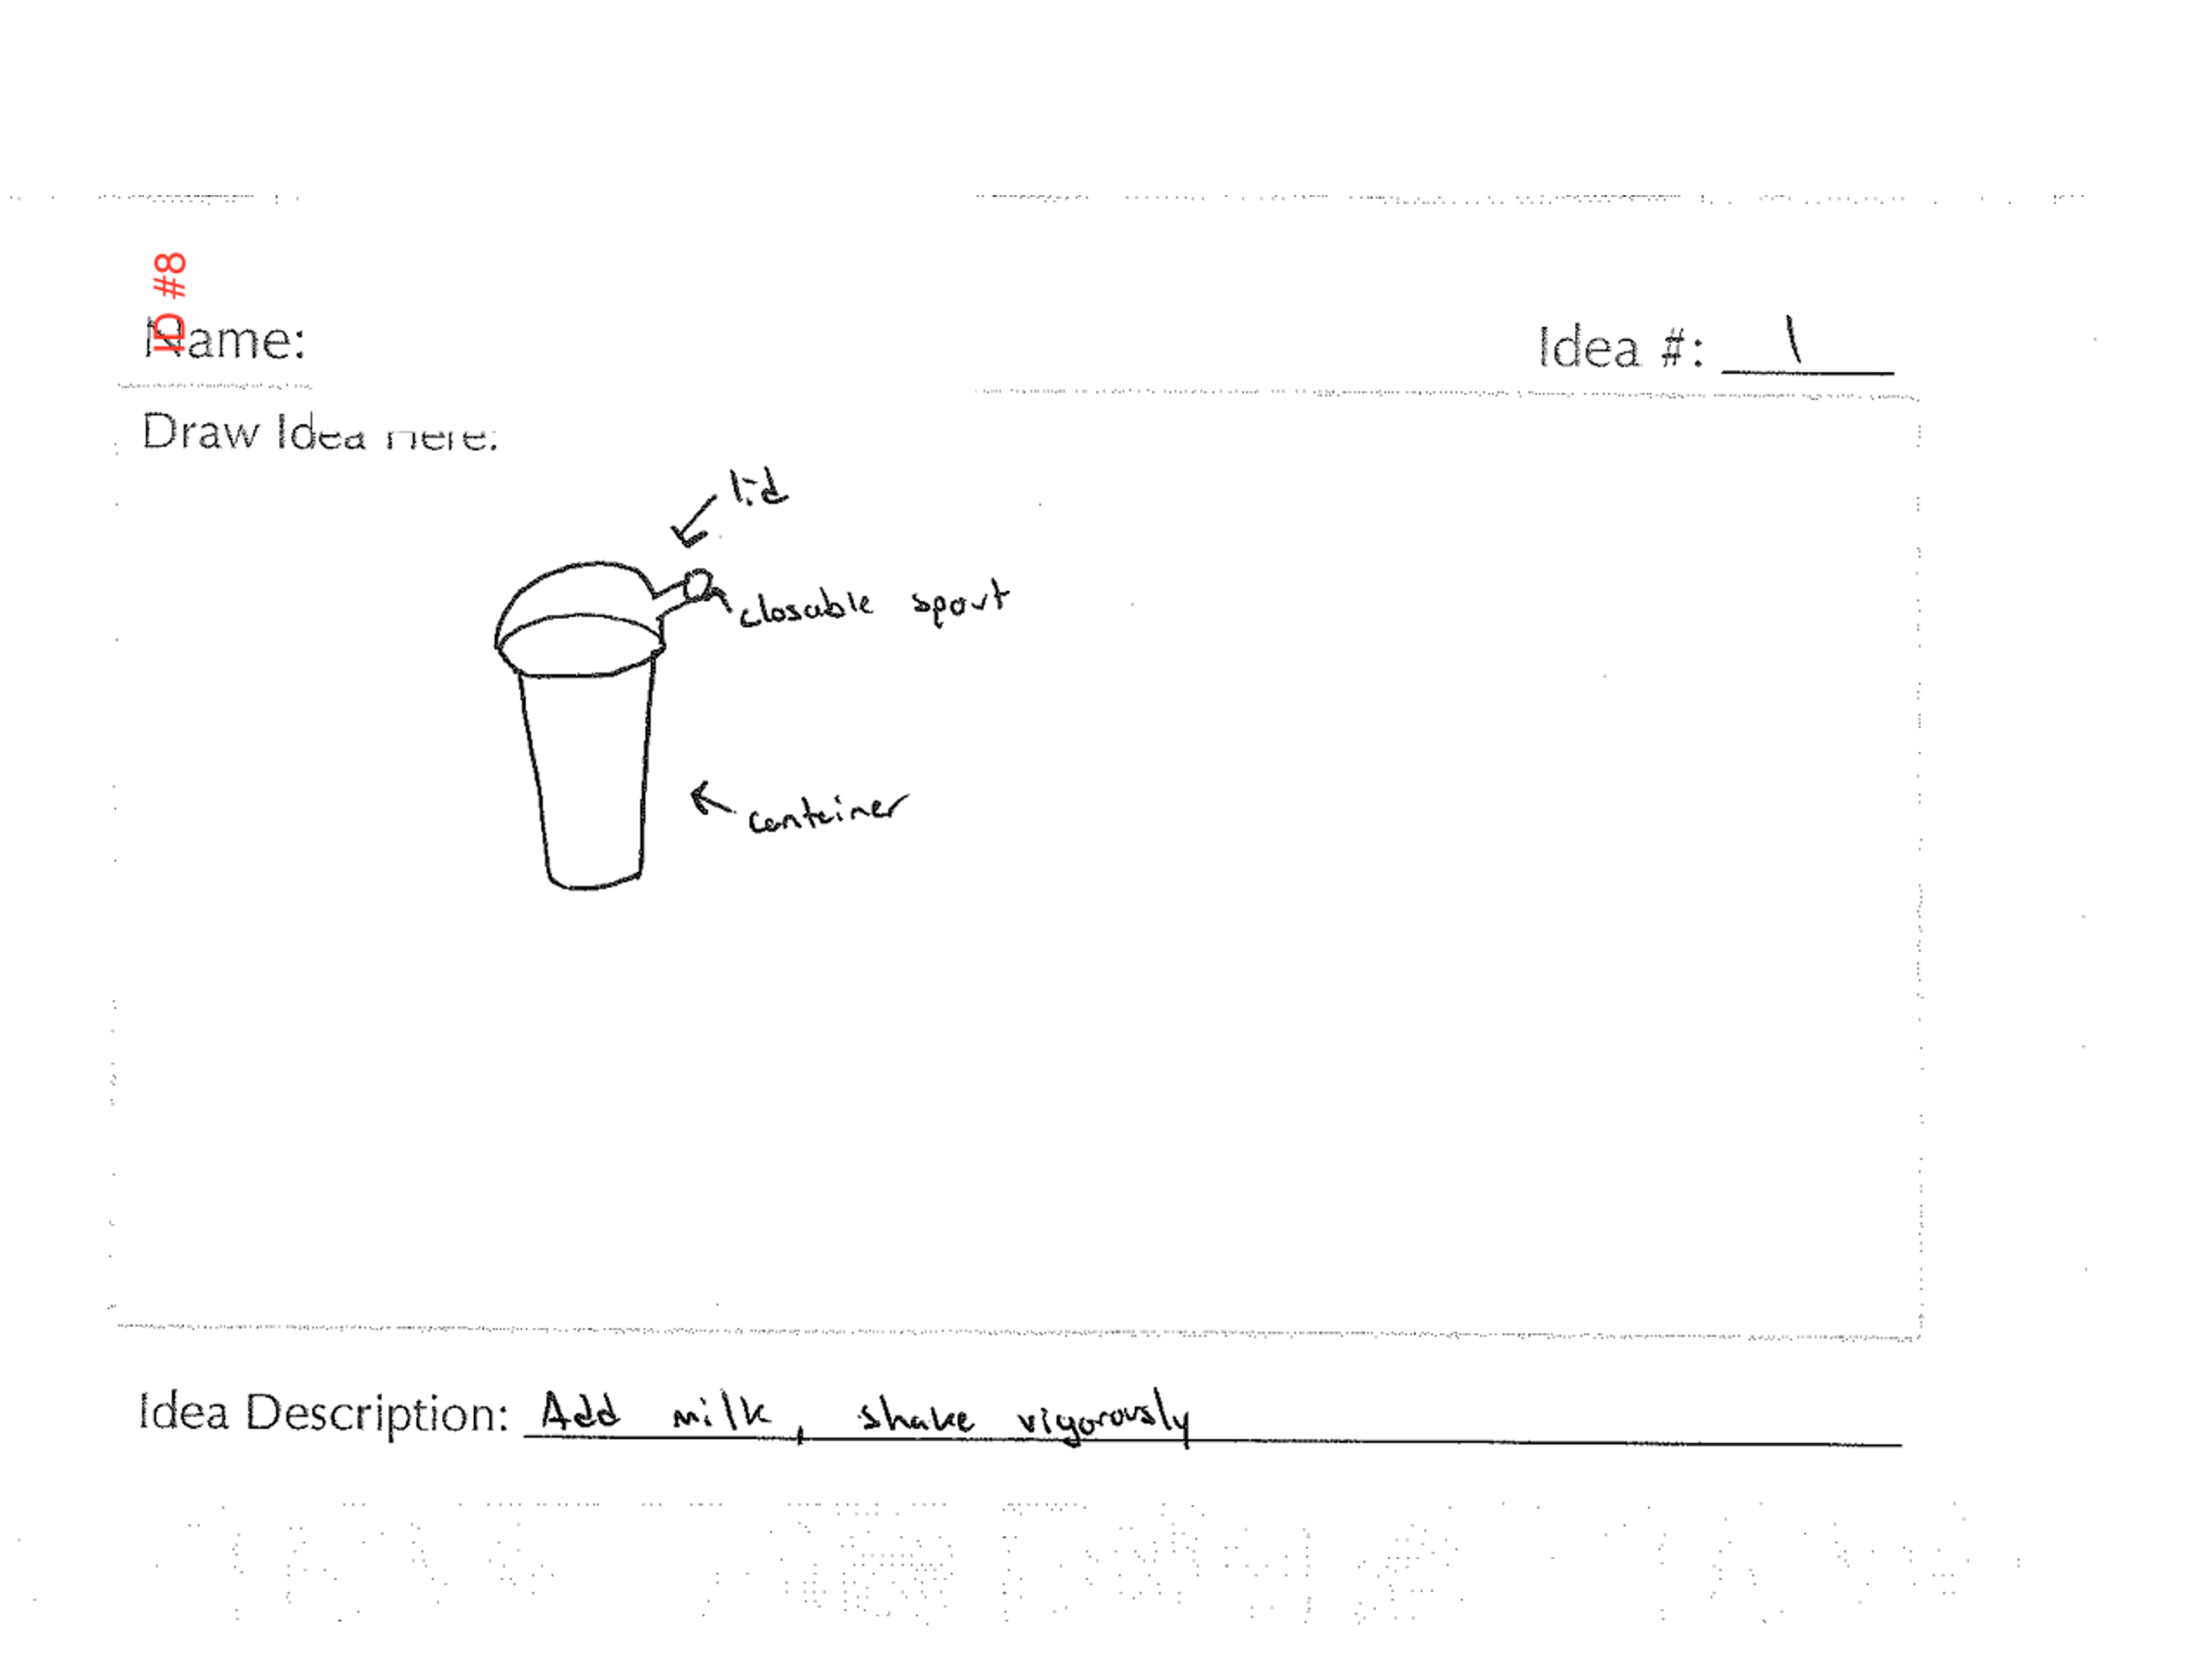 ID #8
Name:
Idea #: 1
Draw Idea Here:
lid
closable spout
container
Idea Description: Add milk, shake vigorously